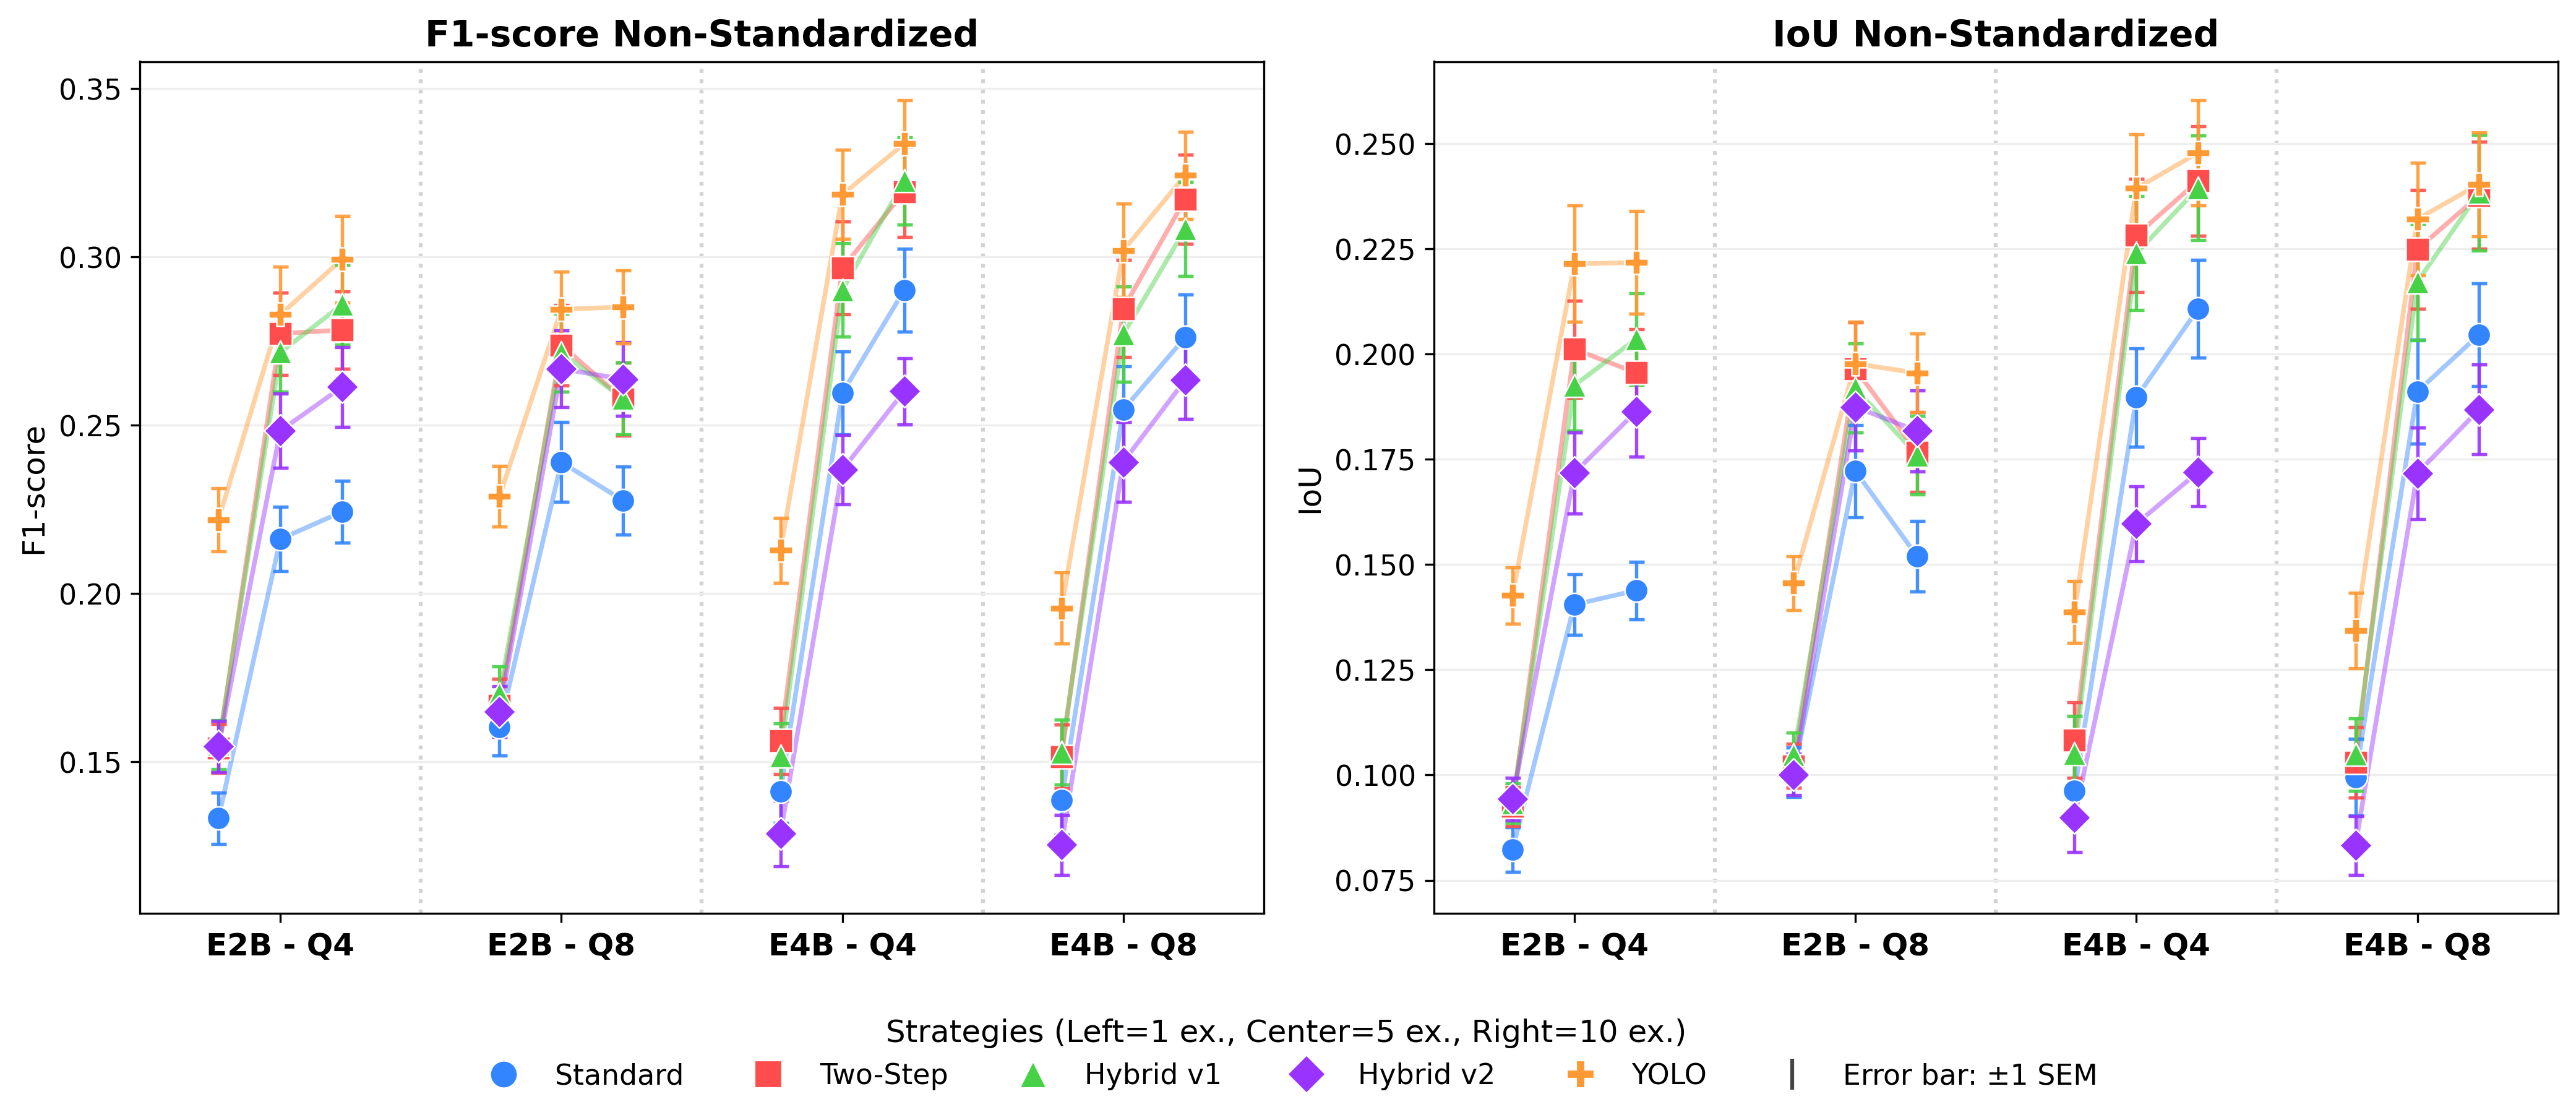 F1-score Non-Standardized
F1-score
0.35
0.30
0.25
0.20
0.15
E2B - Q4
E2B - Q8
E4B - Q4
E4B - Q8
IoU Non-Standardized
IoU
0.250
0.225
0.200
0.175
0.150
0.125
0.100
0.075
E2B - Q4
E2B - Q8
E4B - Q4
E4B - Q8
Strategies (Left=1 ex., Center=5 ex., Right=10 ex.)
Standard Two-Step Hybrid v1 Hybrid v2 YOLO Error bar: ±1 SEM